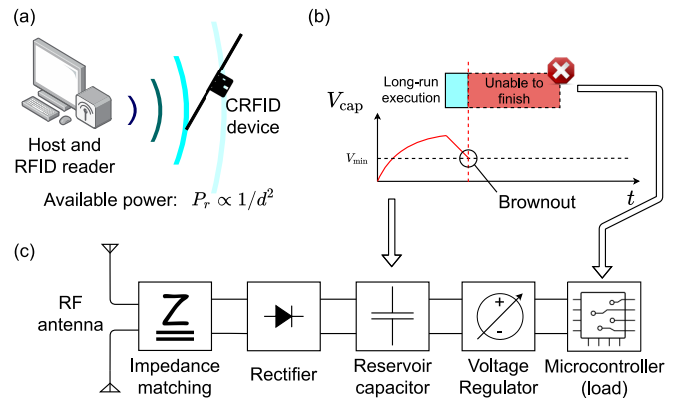 (a)
Host and
RFID reader
CRFID
device
Available power: $P_r \propto 1/d^2$
(b)
Long-run
execution
Unable to
finish
$V_{\mathrm{cap}}$
$V_{\min}$
Brownout
$t$
(c)
RF
antenna
Z
+
-
Impedance
matching
Rectifier
Reservoir
capacitor
Voltage
Regulator
Microcontroller
(load)